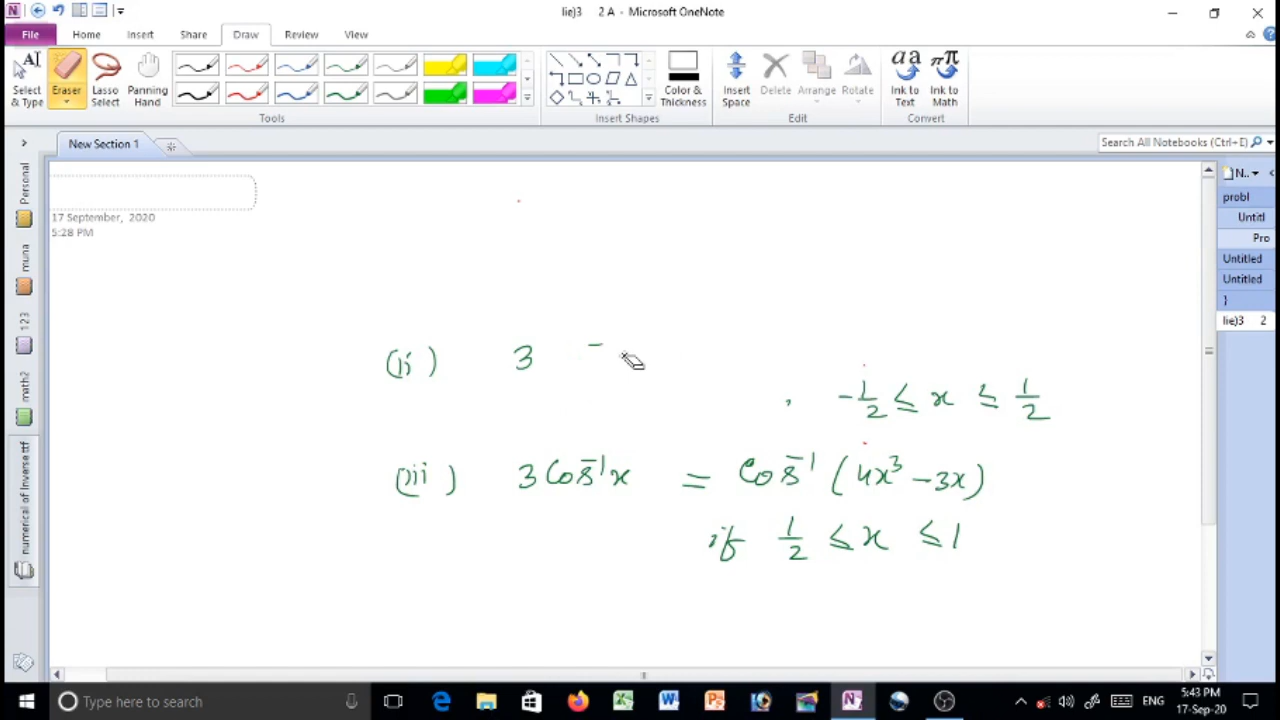 lie)3 2 A - Microsoft OneNote
File Home Insert Share Draw Review View
Select & Type
Eraser
Lasso Select
Panning Hand
Color & Thickness
Insert Space
Delete
Arrange
Rotate
Ink to Text
Ink to Math
Tools
Insert Shapes
Edit
Convert
New Section 1
Search All Notebooks (Ctrl+E)
Personal
muna
123
math2
numerical of Inverse ttf
17 September, 2020
5:28 PM
(ii) 3 -
, -1/2 ≤ x ≤ 1/2
(iii) 3 Cos⁻¹x = Cos⁻¹ (4x³ - 3x)
if 1/2 ≤ x ≤ 1
N..
probl
Untitl
Pro
Untitled
Untitled
}
lie)3 2
Type here to search
ENG
5:43 PM
17-Sep-20